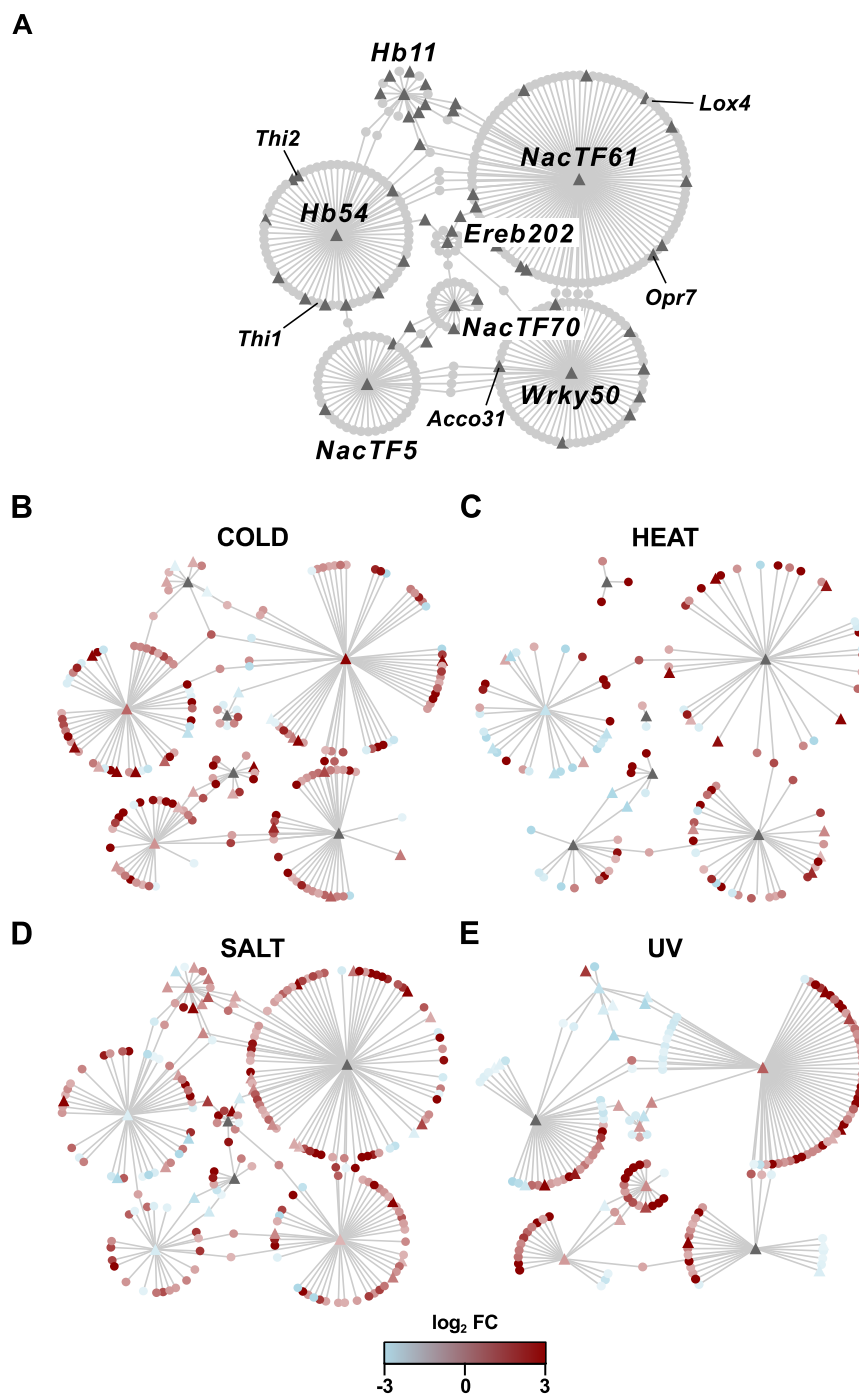 A
Hb11
Lox4
Thi2
NacTF61
Hb54
Ereb202
Opr7
Thi1
NacTF70
Acco31
Wrky50
NacTF5
B
COLD
C
HEAT
D
SALT
E
UV
log₂ FC
-3
0
3